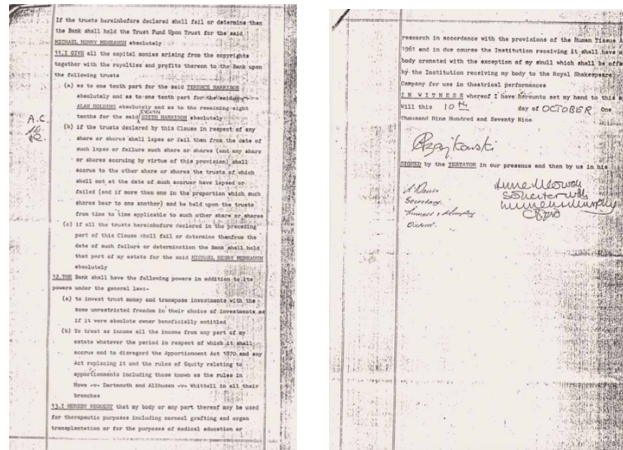 If the trusts hereinbefore declared shall fail or determine then
the Bank shall hold the Trust Fund Upon Trust for the said
MICHAEL HENRY absolutely
11.I GIVE all the capital monies arising from the copyrights
together with the royalties and profits thereon to the Bank upon
the following trusts
(a) as to one tenth part for the said TERENCE HARRISON
absolutely and as to one tenth part for the
ALAN absolutely and as to the remaining eight
tenths for the said HARRISON absolutely
A.C.
(b) if the trusts declared by this Clause in respect of any
share or shares shall lapse or fail then from the date of
such lapse or failure such share or shares (and any share
or shares accruing by virtue of this provision) shall
accrue to the other share or shares the trusts of which
shall not at the date of such accruer have lapsed or
failed (and if more than one in the proportion which such
shares bear to one another) and be held upon the trusts
from time to time applicable to such other share or shares
(c) if all the trusts hereinbefore declared in the preceding
part of this Clause shall fail or determine from the
date of such failure or determination the Bank shall hold
that part of my estate for the said MICHAEL HENRY
absolutely
12.THE Bank shall have the following powers in addition to its
powers under the general law:-
(a) to invest trust money and transpose investments with the
same unrestricted freedom in their choice of investments as
if it were absolute owner beneficially entitled
(b) To treat as income all the income from any part of my
estate whatever the period in respect of which it shall
accrue and to disregard the Apportionment Act 1870 and any
Act replacing it and the rules of Equity relating to
apportionments including those known as the rules in
Howe -v- Dartmouth and Allhusen -v- Whittell in all their
branches
13.I HEREBY REQUEST that my body or any part thereof may be used
for therapeutic purposes including corneal grafting and organ
transplantation or for the purposes of medical education or
research in accordance with the provisions of the Human Tissue
1961 and in due course the Institution receiving it shall have
body cremated with the exception of my skull which shall be
by the Institution receiving my body to the Royal Shakespeare
Company for use in theatrical performances
IN WITNESS whereof I have hereunto set my hand to this
Will this 10th day of OCTOBER One
Thousand Nine Hundred and Seventy Nine
SIGNED by the TESTATOR in our presence and then by us in his
Secretary
Solicitor with
Oxford